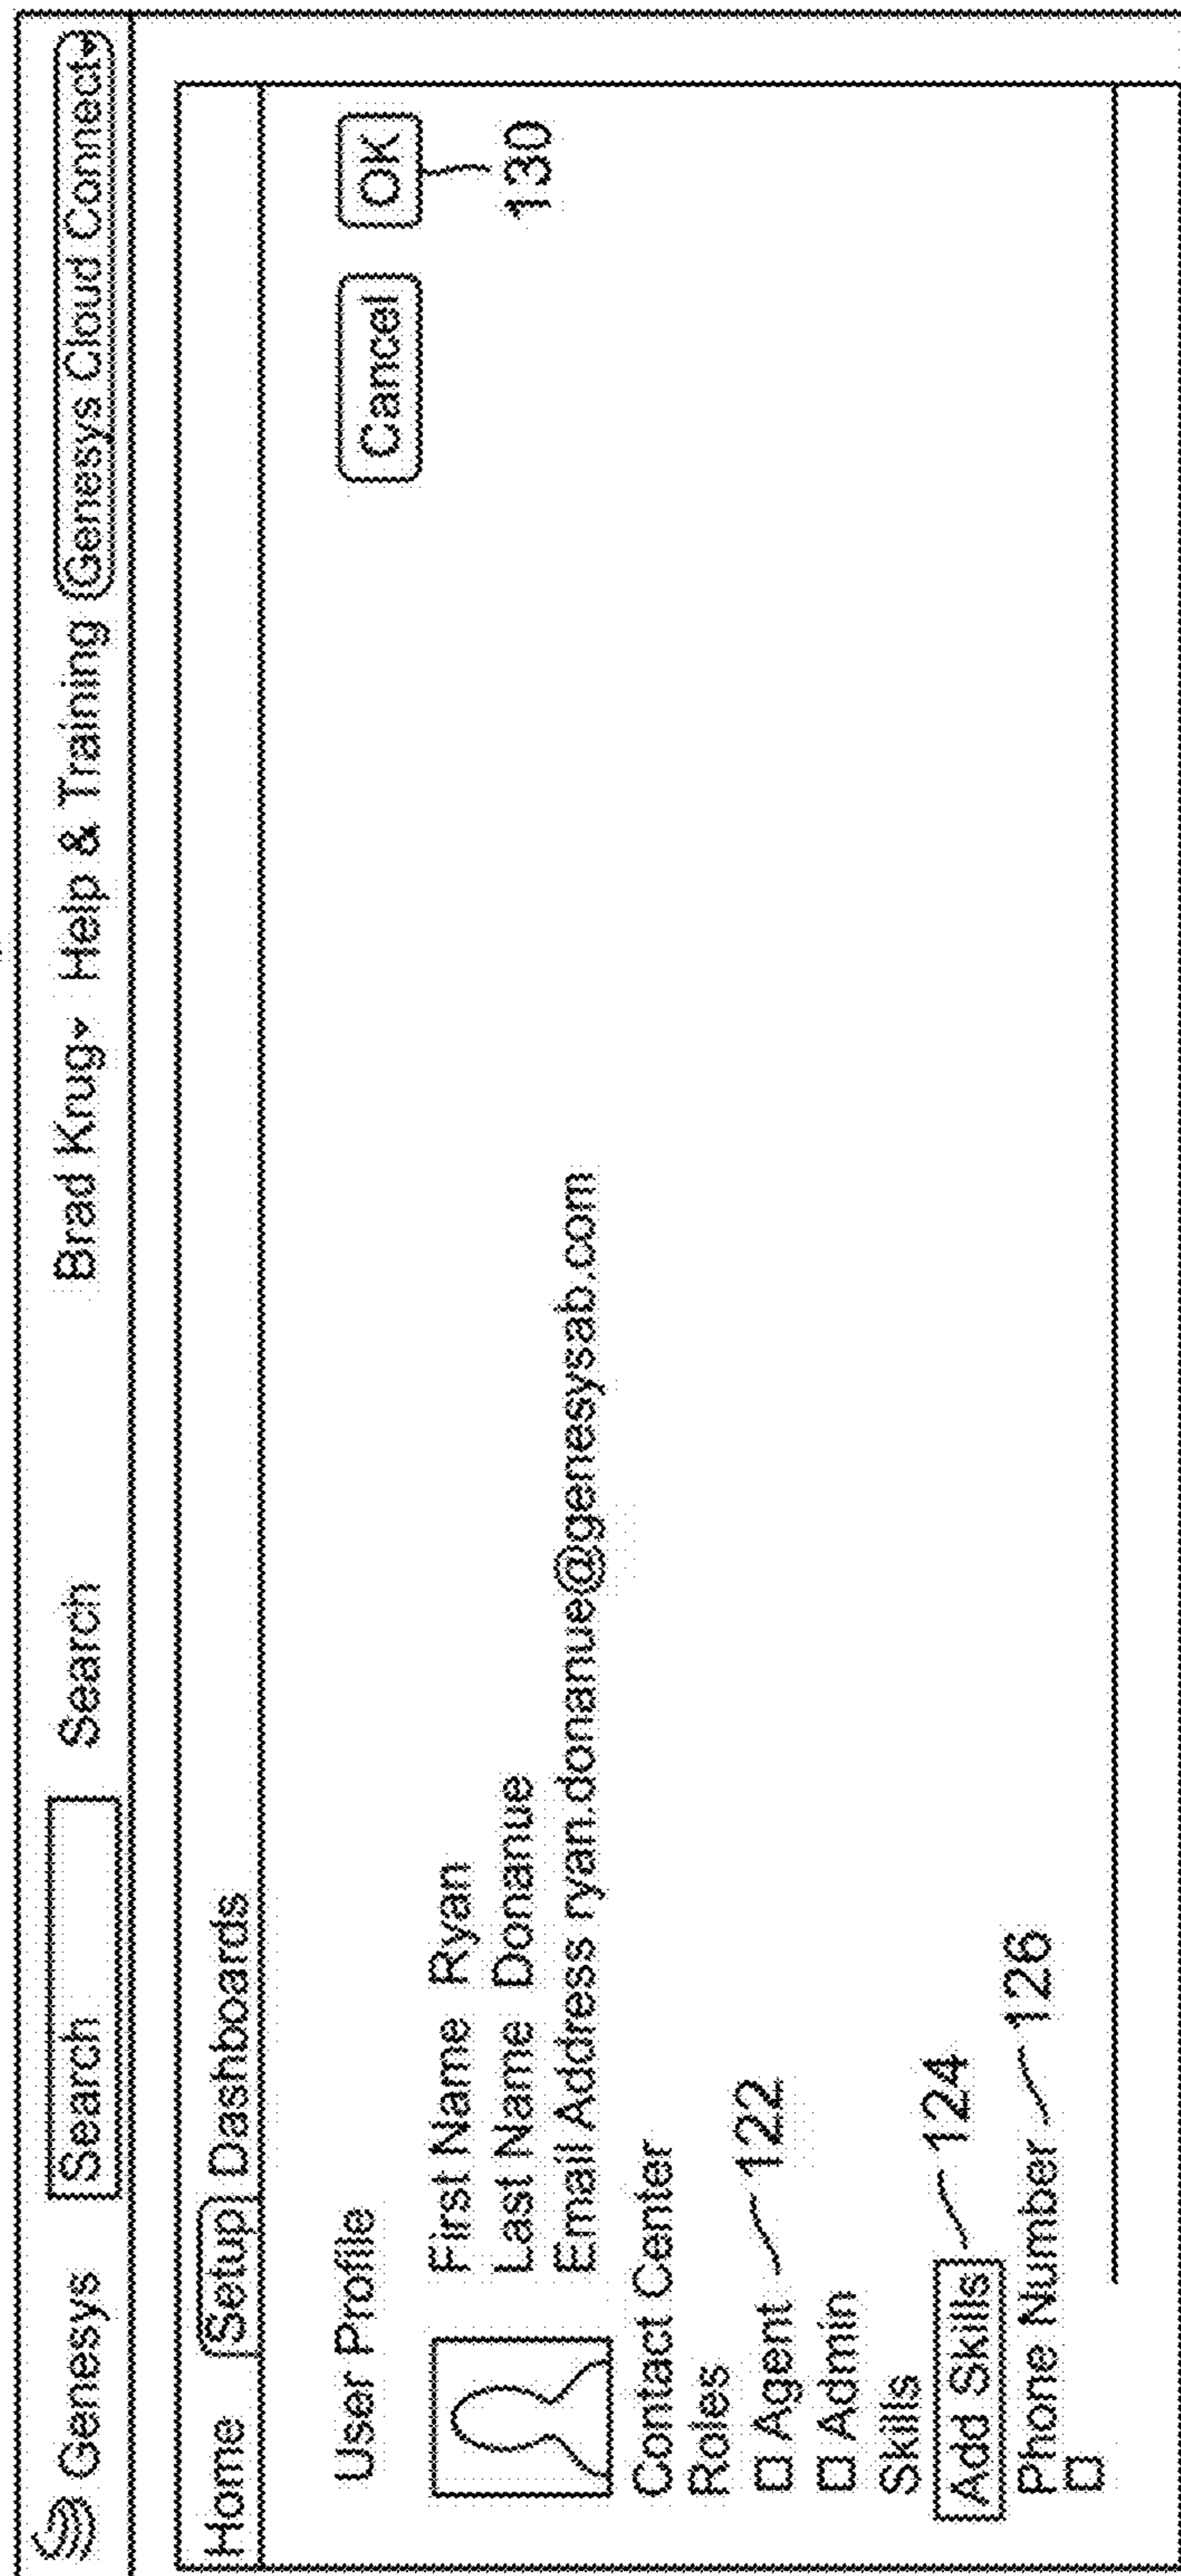 Genesys Search Search Brad Krug Help & Training Genesys Cloud Connect
Home Setup Dashboards
User Profile Cancel OK
130
First Name Ryan
Last Name Donanue
Email Address ryan.donanue@genesysab.com
Contact Center
Roles
Agent 122
Admin
Skills
Add Skills 124
Phone Number 126